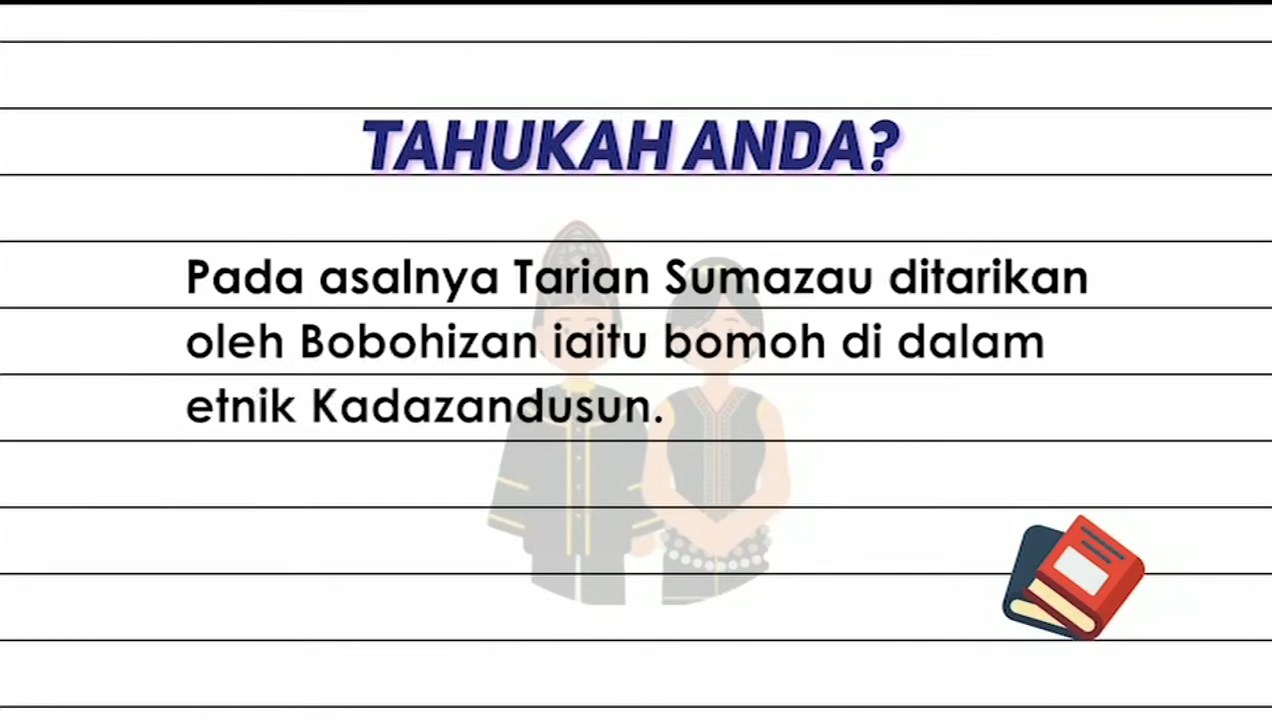 TAHUKAH ANDA?
Pada asalnya Tarian Sumazau ditarikan
oleh Bobohizan iaitu bomoh di dalam
etnik Kadazandusun.